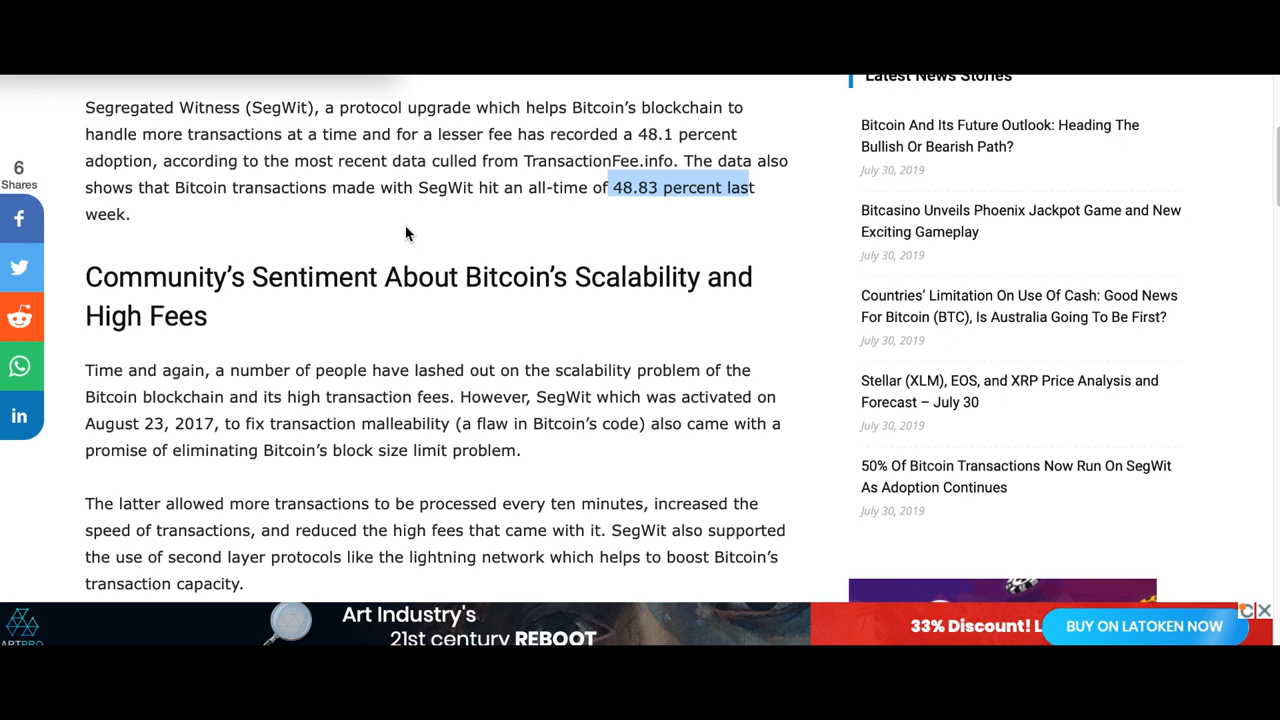 Latest News Stories
Segregated Witness (SegWit), a protocol upgrade which helps Bitcoin’s blockchain to
handle more transactions at a time and for a lesser fee has recorded a 48.1 percent
adoption, according to the most recent data culled from TransactionFee.info. The data also
shows that Bitcoin transactions made with SegWit hit an all-time of 48.83 percent last
week.
Community’s Sentiment About Bitcoin’s Scalability and
High Fees
Time and again, a number of people have lashed out on the scalability problem of the
Bitcoin blockchain and its high transaction fees. However, SegWit which was activated on
August 23, 2017, to fix transaction malleability (a flaw in Bitcoin’s code) also came with a
promise of eliminating Bitcoin’s block size limit problem.
The latter allowed more transactions to be processed every ten minutes, increased the
speed of transactions, and reduced the high fees that came with it. SegWit also supported
the use of second layer protocols like the lightning network which helps to boost Bitcoin’s
transaction capacity.
6
Shares
Bitcoin And Its Future Outlook: Heading The
Bullish Or Bearish Path?
July 30, 2019
Bitcasino Unveils Phoenix Jackpot Game and New
Exciting Gameplay
July 30, 2019
Countries’ Limitation On Use Of Cash: Good News
For Bitcoin (BTC), Is Australia Going To Be First?
July 30, 2019
Stellar (XLM), EOS, and XRP Price Analysis and
Forecast – July 30
July 30, 2019
50% Of Bitcoin Transactions Now Run On SegWit
As Adoption Continues
July 30, 2019
ARTPRO
Art Industry's
21st century REBOOT
33% Discount! L
BUY ON LATOKEN NOW